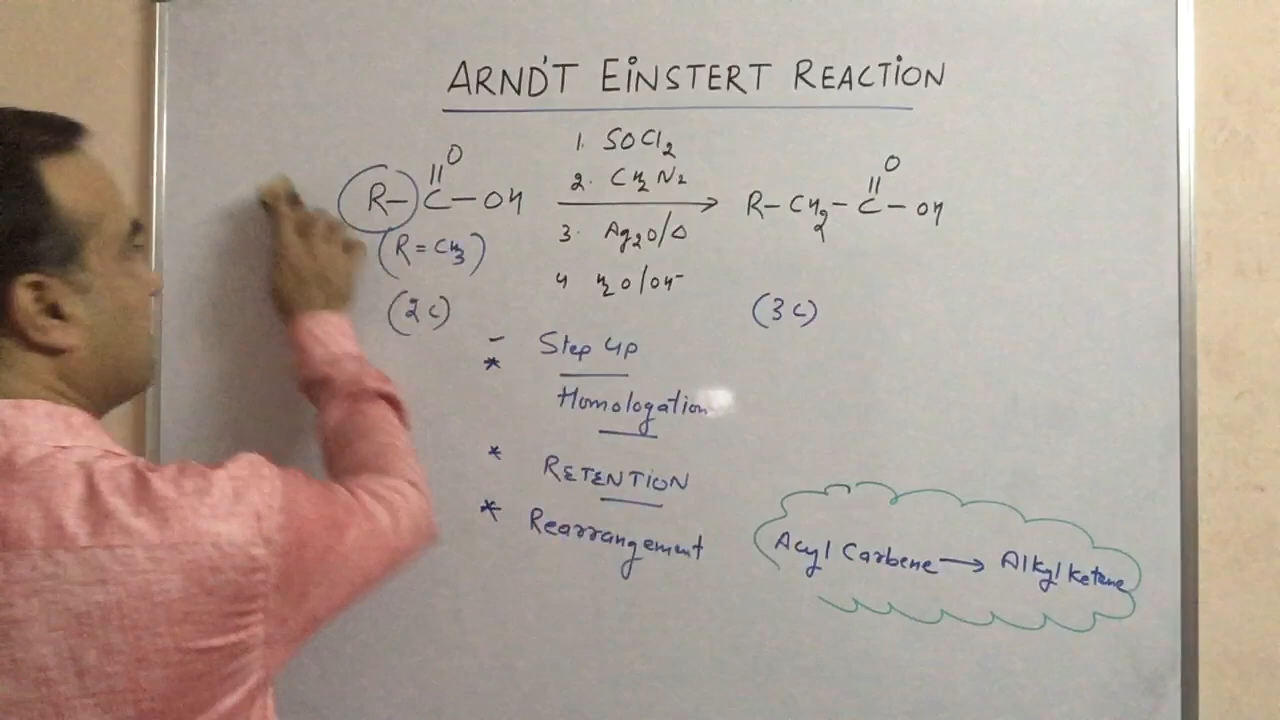 ARND'T EINSTERT REACTION
1. SOCl2
2. CH2N2
3. Ag2O/Δ
4 H2O/OH-
O
R-C-OH
O
R-CH2-C-OH
(R=CH3)
(2C)
(3C)
- Step up
* Homologation
* RETENTION
* Rearrangement
Acyl Carbene → Alkyl Ketene